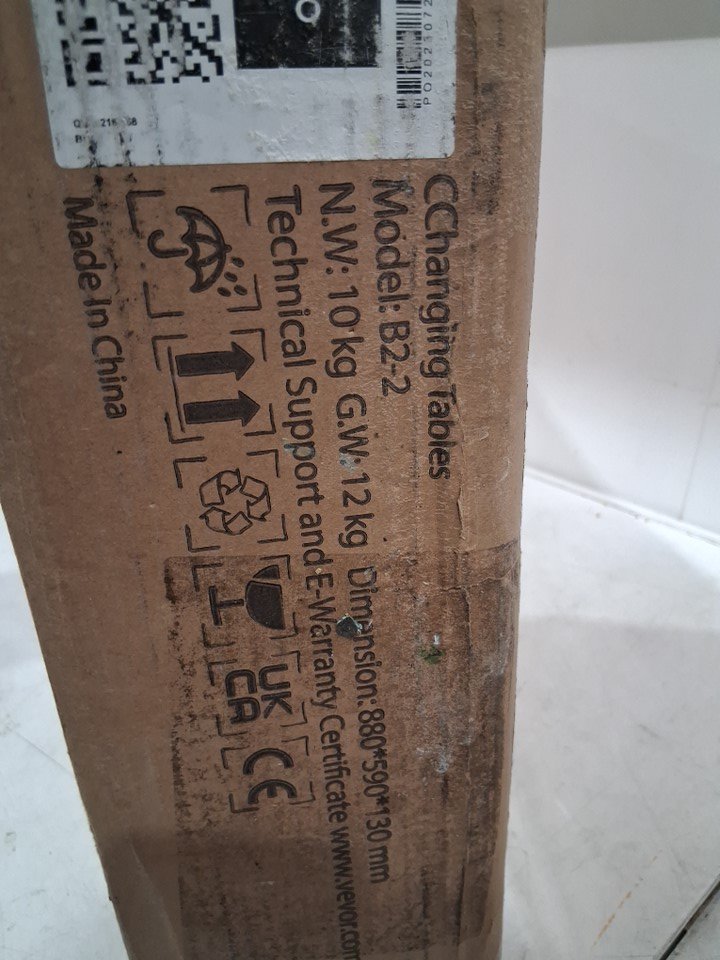 CChanging Tables
Model: B2-2
N.W: 10 kg G.W: 12 kg Dimension: 880*590*130 mm
Technical Support and E-Warranty Certificate www.vevor.com
UK
CA
CE
Made In China